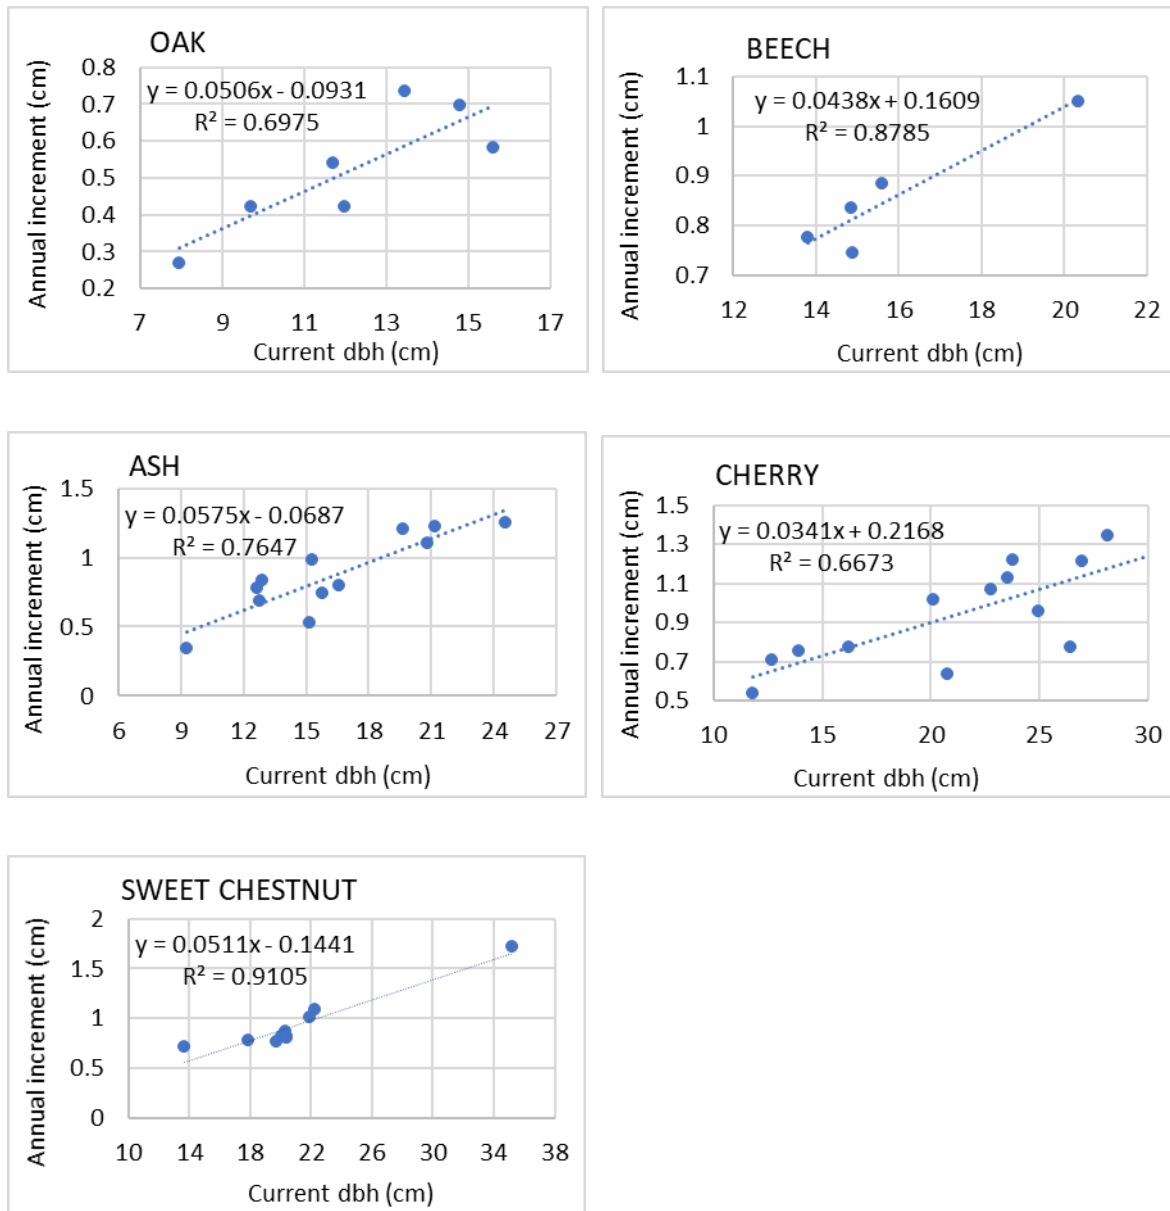 OAK
y = 0.0506x - 0.0931
R² = 0.6975
Annual increment (cm)
0.8
0.7
0.6
0.5
0.4
0.3
0.2
7 9 11 13 15 17
Current dbh (cm)
BEECH
y = 0.0438x + 0.1609
R² = 0.8785
Annual increment (cm)
1.1
1
0.9
0.8
0.7
12 14 16 18 20 22
Current dbh (cm)
ASH
y = 0.0575x - 0.0687
R² = 0.7647
Annual increment (cm)
1.5
1
0.5
0
6 9 12 15 18 21 24 27
Current dbh (cm)
CHERRY
y = 0.0341x + 0.2168
R² = 0.6673
Annual increment (cm)
1.5
1.3
1.1
0.9
0.7
0.5
10 15 20 25 30
Current dbh (cm)
SWEET CHESTNUT
y = 0.0511x - 0.1441
R² = 0.9105
Annual increment (cm)
2
1.5
1
0.5
0
10 14 18 22 26 30 34 38
Current dbh (cm)